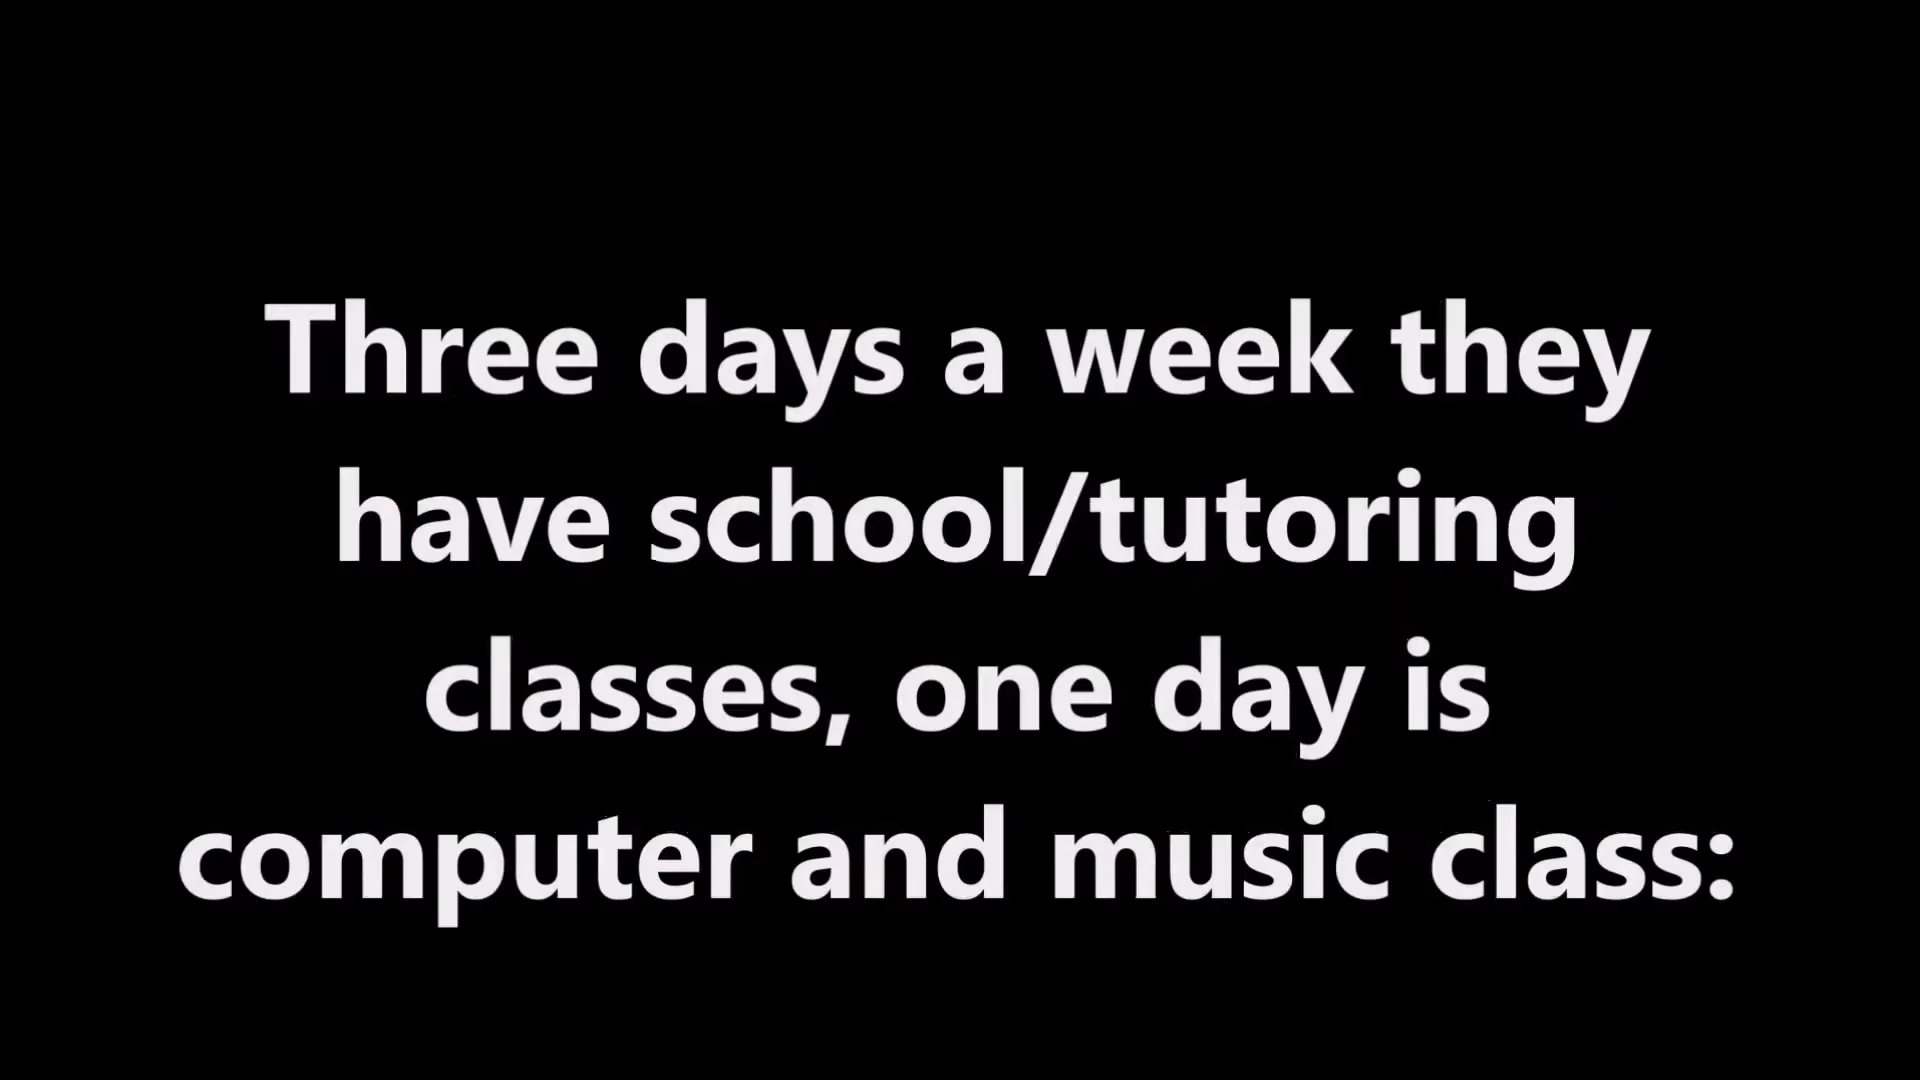 Three days a week they
have school/tutoring
classes, one day is
computer and music class: